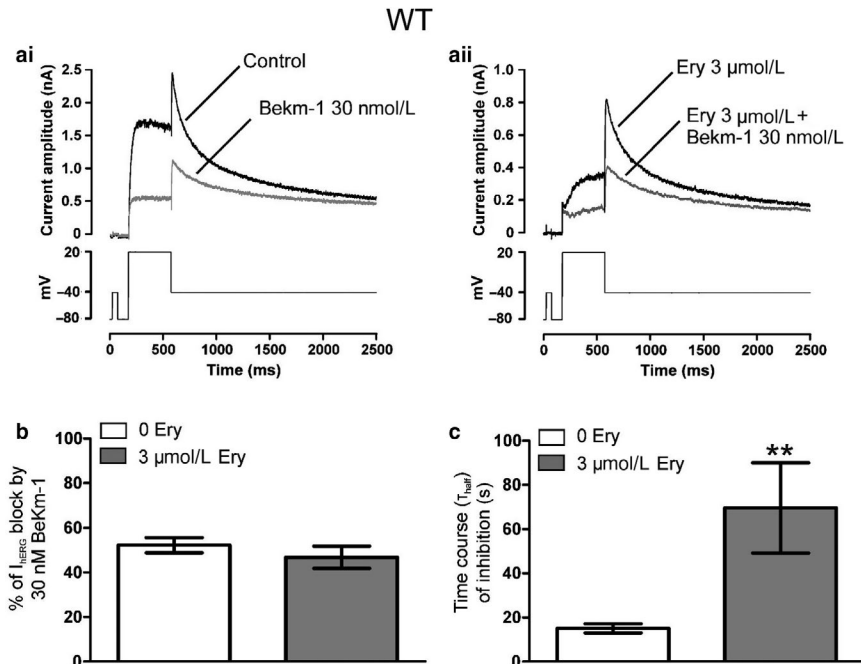 WT
ai
Current amplitude (nA)
2.5
2.0
1.5
1.0
0.5
0
Control
Bekm-1 30 nmol/L
mV
20
–40
–80
0
500
1000
1500
2000
2500
Time (ms)
aii
Current amplitude (nA)
1.0
0.8
0.6
0.4
0.2
0
Ery 3 μmol/L
Ery 3 μmol/L +
Bekm-1 30 nmol/L
mV
20
–40
–80
0
500
1000
1500
2000
2500
Time (ms)
b
% of IhERG block by
30 nM BeKm-1
100
80
60
40
20
0
0 Ery
3 μmol/L Ery
c
Time course (τhalf)
of inhibition (s)
100
80
60
40
20
0
0 Ery
3 μmol/L Ery
**